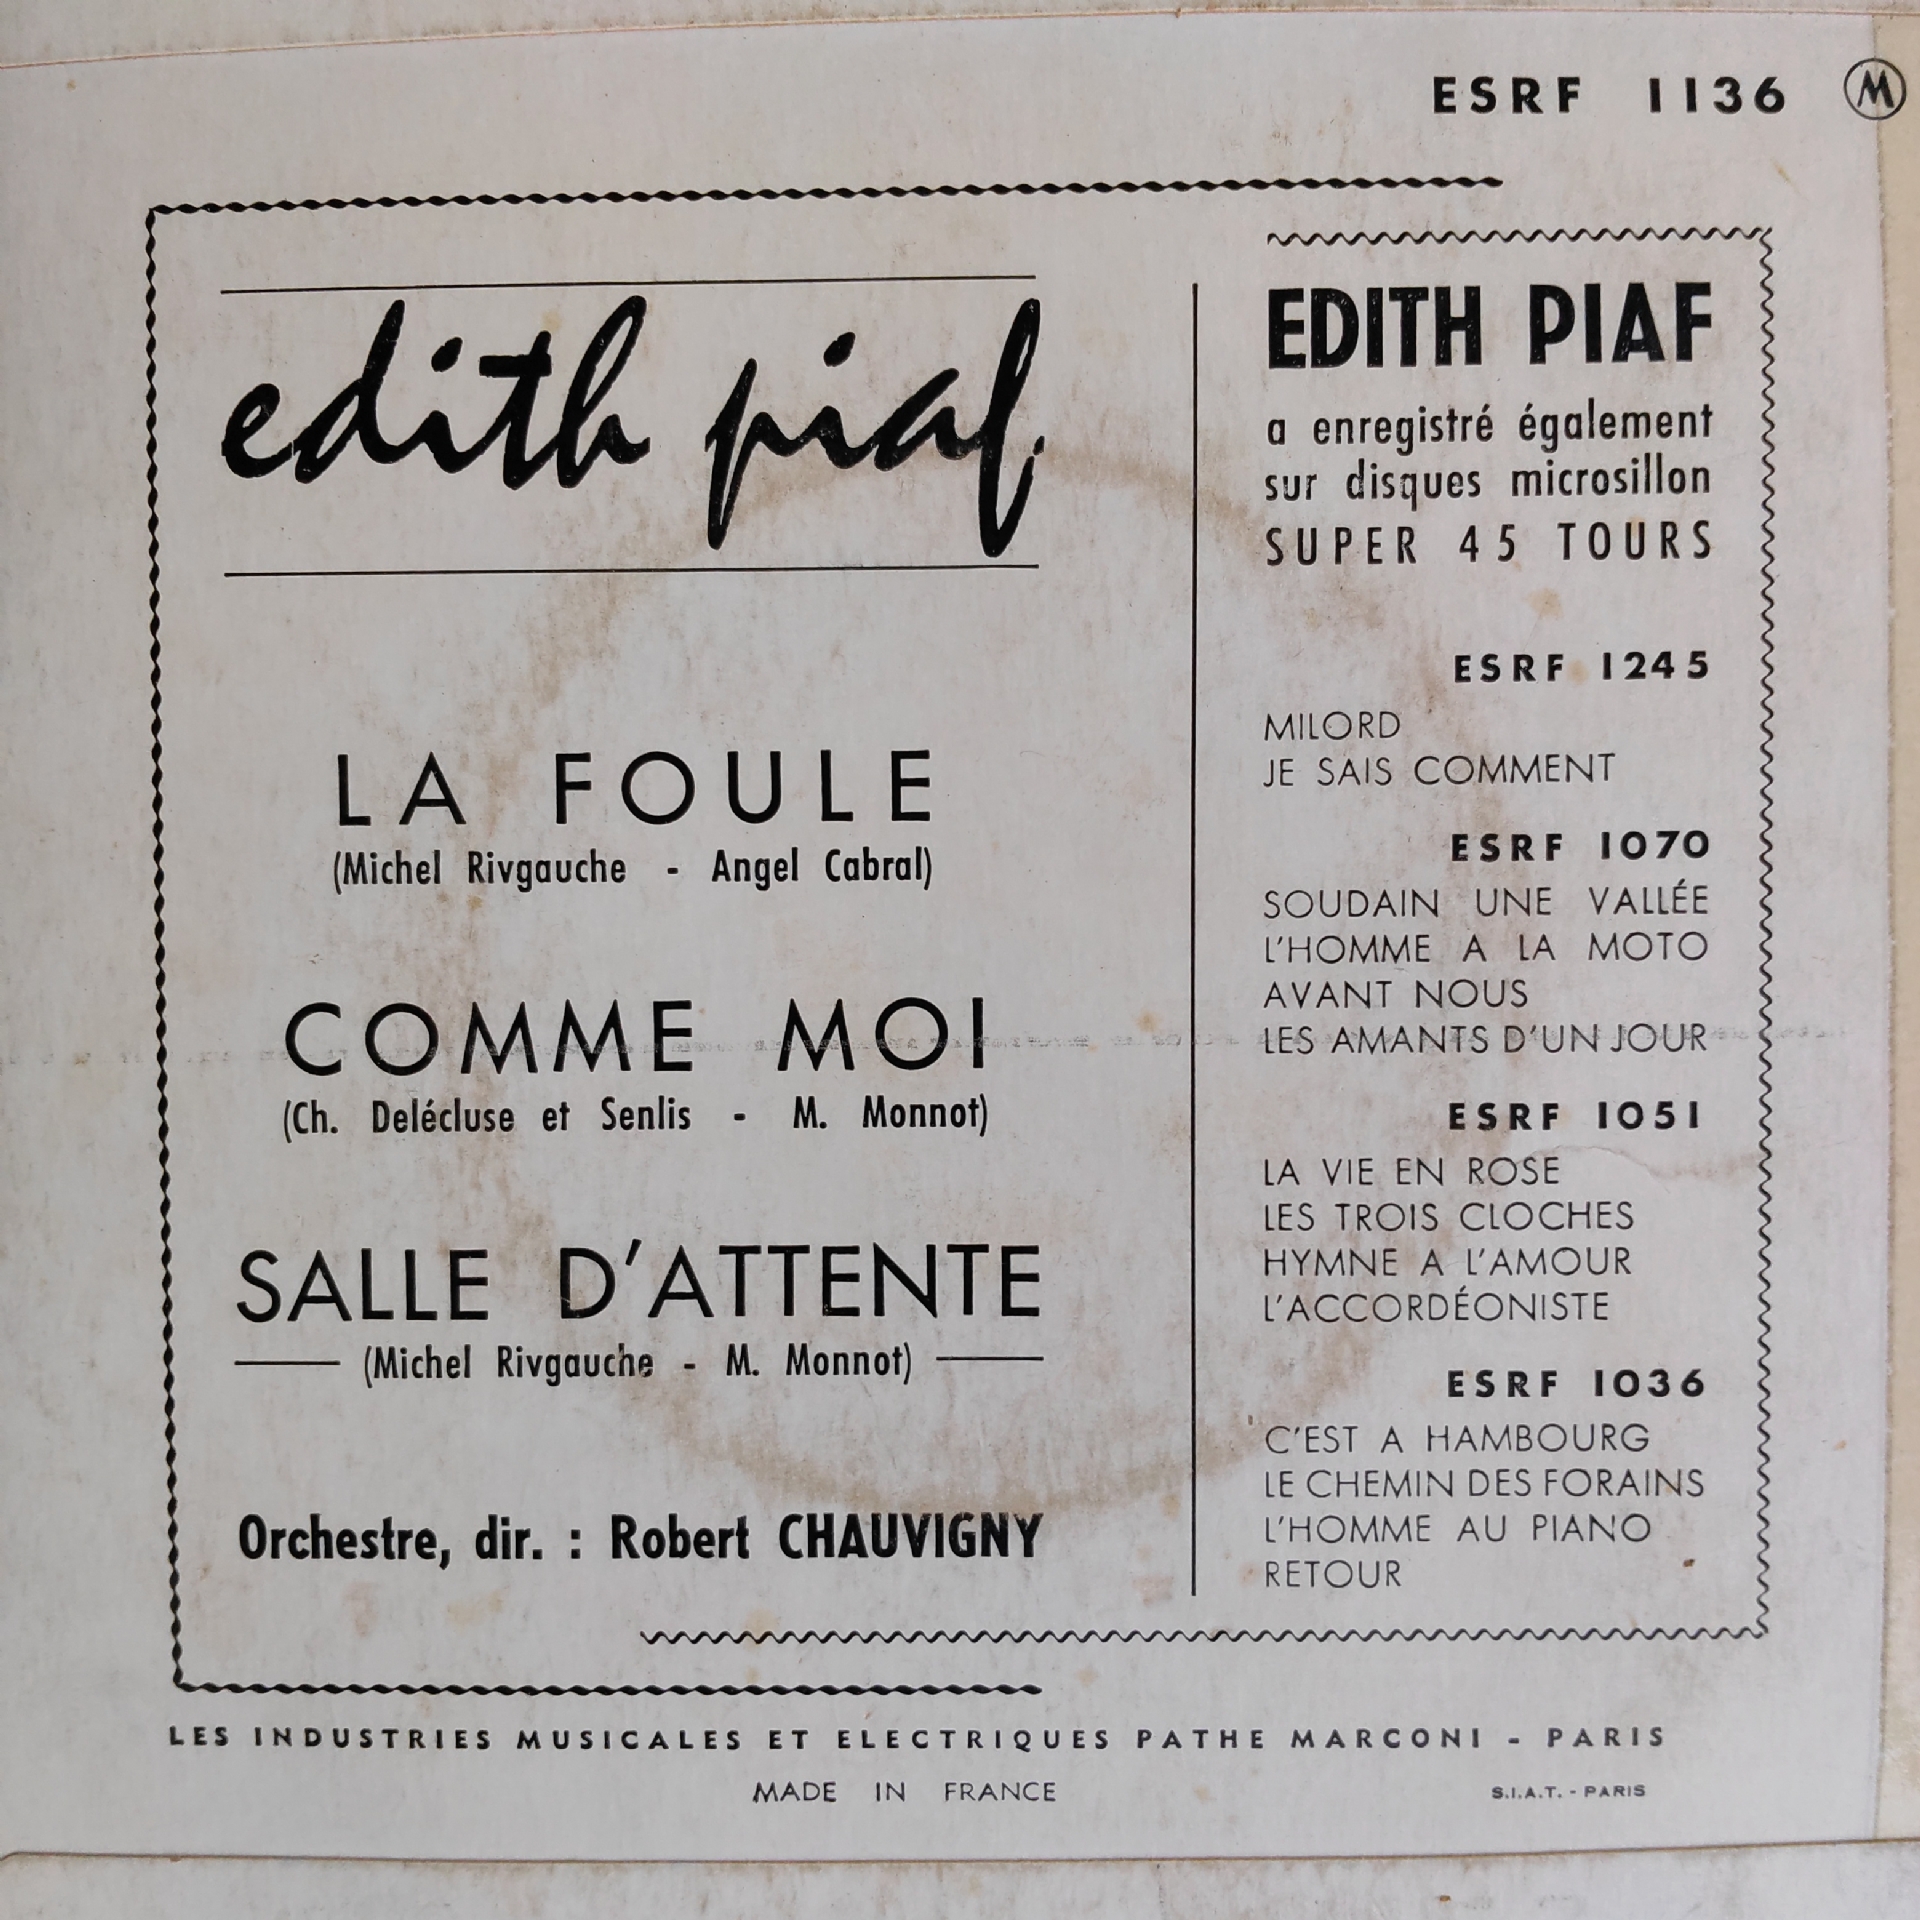 ESRF 1136 M
edith piaf
LA FOULE
(Michel Rivgauche - Angel Cabral)
COMME MOI
(Ch. Delécluse et Senlis - M. Monnot)
SALLE D'ATTENTE
(Michel Rivgauche - M. Monnot)
Orchestre, dir. : Robert CHAUVIGNY
EDITH PIAF
a enregistré également
sur disques microsillon
SUPER 45 TOURS
ESRF 1245
MILORD
JE SAIS COMMENT
ESRF 1070
SOUDAIN UNE VALLÉE
L'HOMME A LA MOTO
AVANT NOUS
LES AMANTS D'UN JOUR
ESRF 1051
LA VIE EN ROSE
LES TROIS CLOCHES
HYMNE A L'AMOUR
L'ACCORDÉONISTE
ESRF 1036
C'EST A HAMBOURG
LE CHEMIN DES FORAINS
L'HOMME AU PIANO
RETOUR
LES INDUSTRIES MUSICALES ET ELECTRIQUES PATHE MARCONI - PARIS
MADE IN FRANCE
S.I.A.T. - PARIS